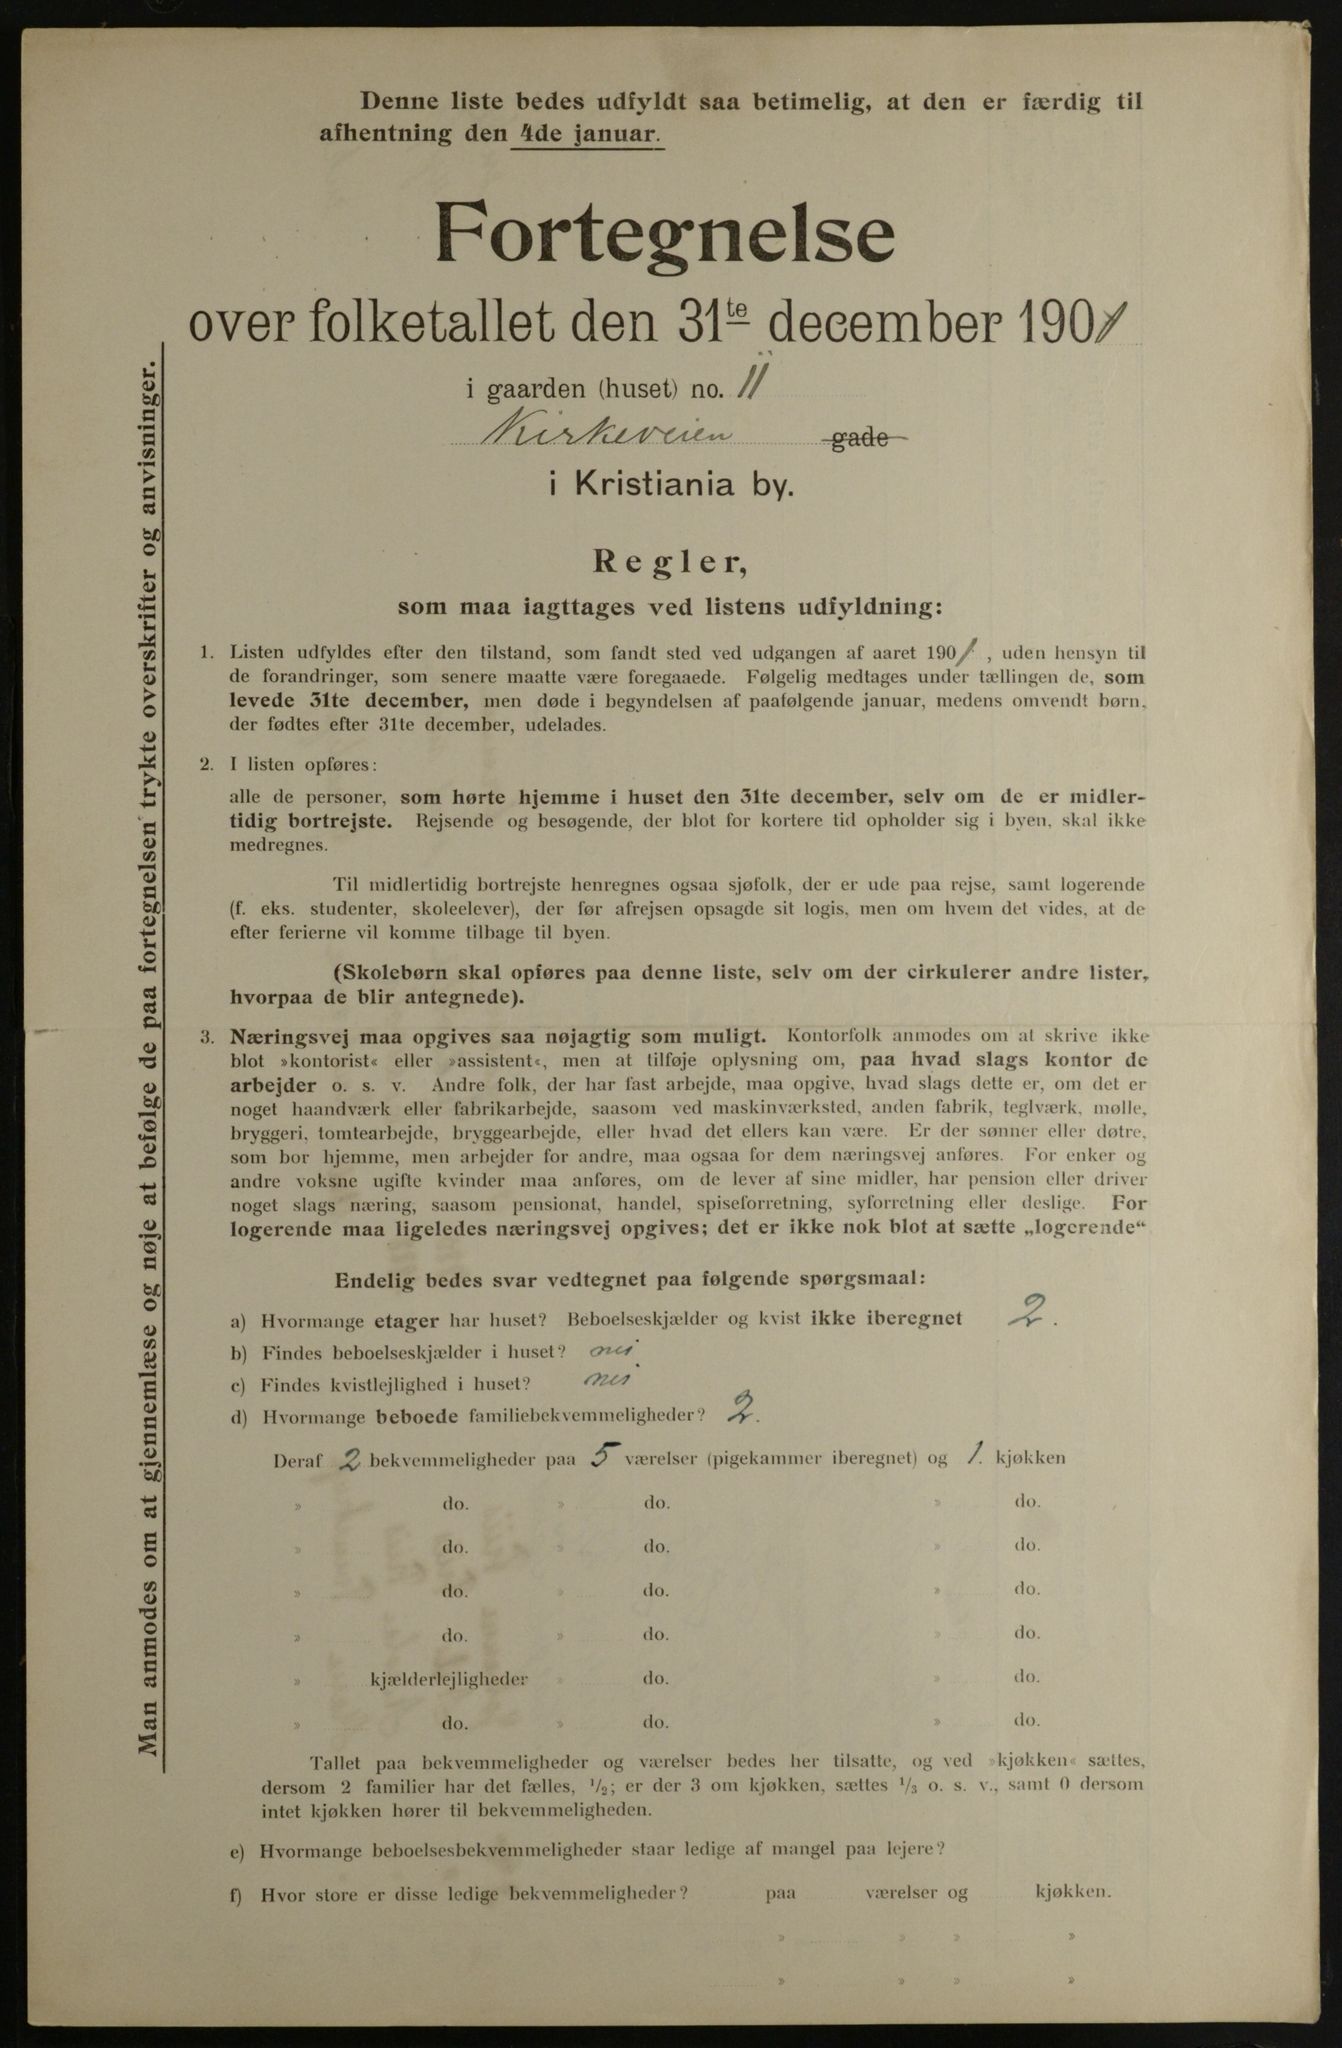 Denne liste bedes udfyldt saa betimelig, at den er færdig til
afhentning den 4de januar.
Fortegnelse
over folketallet den 31te december 1901
i gaarden (huset) no. 11
Kirkeveien gade
i Kristiania by.
Regler,
som maa iagttages ved listens udfyldning:
1. Listen udfyldes efter den tilstand, som fandt sted ved udgangen af aaret 1901, uden hensyn til
de forandringer, som senere maatte være foregaaede. Følgelig medtages under tællingen de, som
levede 31te december, men døde i begyndelsen af paafølgende januar, medens omvendt børn,
der fødtes efter 31te december, udelades.
2. I listen opføres:
alle de personer, som hørte hjemme i huset den 31te december, selv om de er midler-
tidig bortrejste. Rejsende og besøgende, der blot for kortere tid opholder sig i byen, skal ikke
medregnes.
Til midlertidig bortrejste henregnes ogsaa sjøfolk, der er ude paa rejse, samt logerende
(f. eks. studenter, skoleelever), der før afrejsen opsagde sit logis, men om hvem det vides, at de
efter ferierne vil komme tilbage til byen.
(Skolebørn skal opføres paa denne liste, selv om der cirkulerer andre lister,
hvorpaa de blir antegnede).
3. Næringsvej maa opgives saa nøjagtig som muligt. Kontorfolk anmodes om at skrive ikke
blot »kontorist« eller »assistent«, men at tilføje oplysning om, paa hvad slags kontor de
arbejder o. s. v. Andre folk, der har fast arbejde, maa opgive, hvad slags dette er, om det er
noget haandværk eller fabrikarbejde, saasom ved maskinværksted, anden fabrik, teglværk, mølle,
bryggeri, tomtearbejde, bryggearbejde, eller hvad det ellers kan være. Er der sønner eller døtre,
som bor hjemme, men arbejder for andre, maa ogsaa for dem næringsvej anføres. For enker og
andre voksne ugifte kvinder maa anføres, om de lever af sine midler, har pension eller driver
noget slags næring, saasom pensionat, handel, spiseforretning, syforretning eller deslige. For
logerende maa ligeledes næringsvej opgives; det er ikke nok blot at sætte „logerende“
Endelig bedes svar vedtegnet paa følgende spørgsmaal:
a) Hvormange etager har huset? Beboelseskjælder og kvist ikke iberegnet 2.
b) Findes beboelseskjælder i huset? nei
c) Findes kvistlejlighed i huset? nei
d) Hvormange beboede familiebekvemmeligheder? 2.
Deraf 2 bekvemmeligheder paa 5 værelser (pigekammer iberegnet) og 1. kjøkken
» do. » do. » do.
» do. » do. » do.
» do. » do. » do.
» do. » do. » do.
» kjælderlejligheder » do. » do.
» do. » do. » do.
Tallet paa bekvemmeligheder og værelser bedes her tilsatte, og ved »kjøkken« sættes,
dersom 2 familier har det fælles, 1/2; er der 3 om kjøkken, sættes 1/3 o. s. v., samt 0 dersom
intet kjøkken hører til bekvemmeligheden.
e) Hvormange beboelsesbekvemmeligheder staar ledige af mangel paa lejere?
f) Hvor store er disse ledige bekvemmeligheder? paa værelser og kjøkken.
» » » »
» » » »
Man anmodes om at gjennemlæse og nøje at befølge de paa fortegnelsen trykte overskrifter og anvisninger.